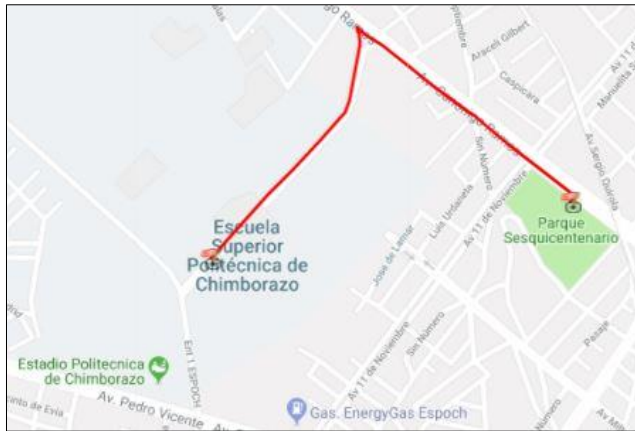 Araceli Gilbert
Caspicara
Av 11 de
Manuelita
Sin Número
Av Sergio Quirola
Luis Urdaneta
Av 11 de Noviembre
Parque
Sesquicentenario
Escuela
Superior
Politécnica de
Chimborazo
Jose de Lamar
Sin Número
Av 11 de Noviembre
Pasaje
Estadio Politecnica
de Chimborazo
Ent 1 ESPOCH
Av. Pedro Vicente
Gas. EnergyGas Espoch
Número